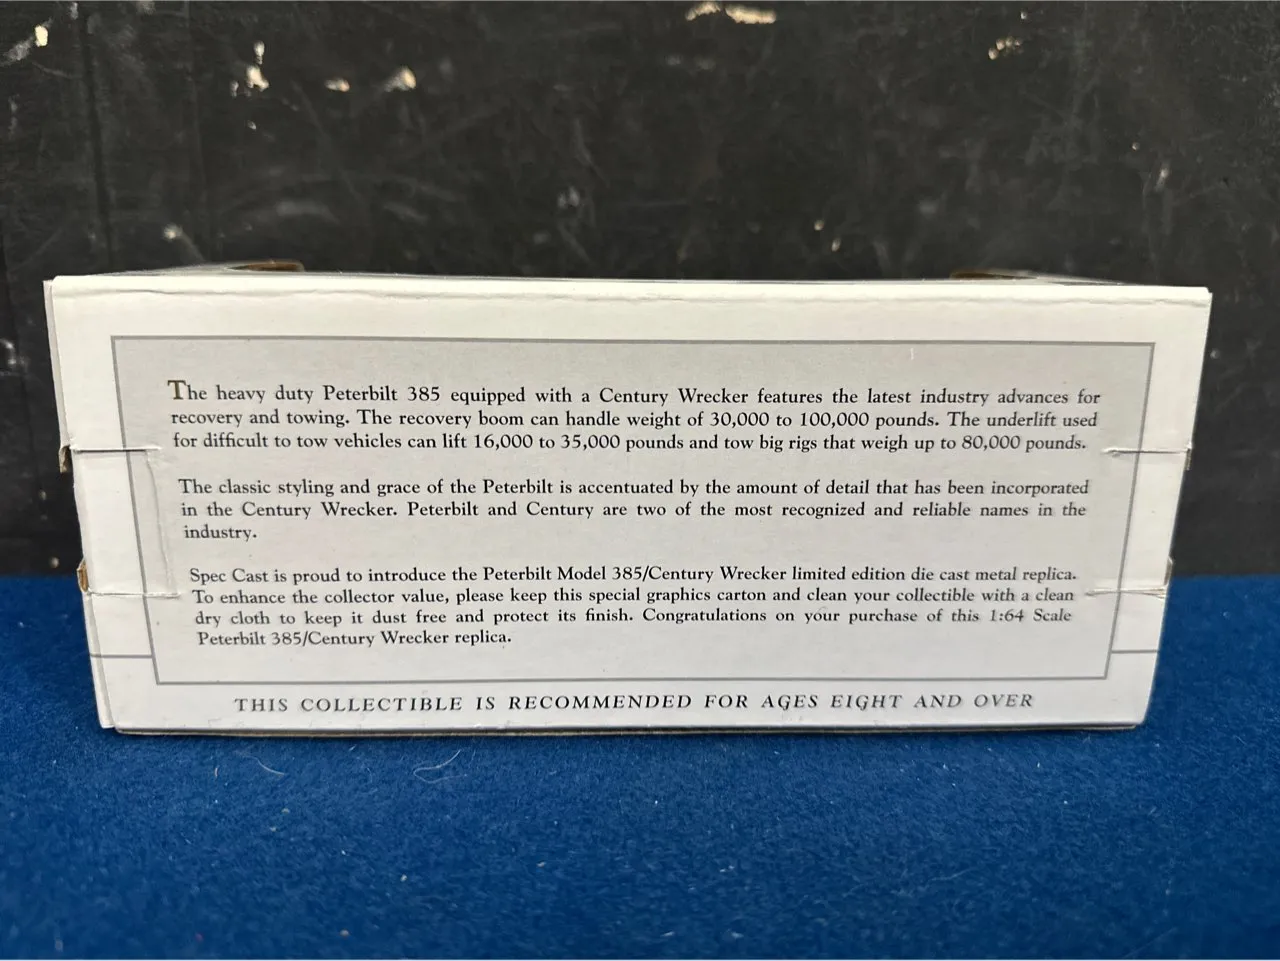 The heavy duty Peterbilt 385 equipped with a Century Wrecker features the latest industry advances for
recovery and towing. The recovery boom can handle weight of 30,000 to 100,000 pounds. The underlift used
for difficult to tow vehicles can lift 16,000 to 35,000 pounds and tow big rigs that weigh up to 80,000 pounds.
The classic styling and grace of the Peterbilt is accentuated by the amount of detail that has been incorporated
in the Century Wrecker. Peterbilt and Century are two of the most recognized and reliable names in the
industry.
Spec Cast is proud to introduce the Peterbilt Model 385/Century Wrecker limited edition die cast metal replica.
To enhance the collector value, please keep this special graphics carton and clean your collectible with a clean
dry cloth to keep it dust free and protect its finish. Congratulations on your purchase of this 1:64 Scale
Peterbilt 385/Century Wrecker replica.
THIS COLLECTIBLE IS RECOMMENDED FOR AGES EIGHT AND OVER